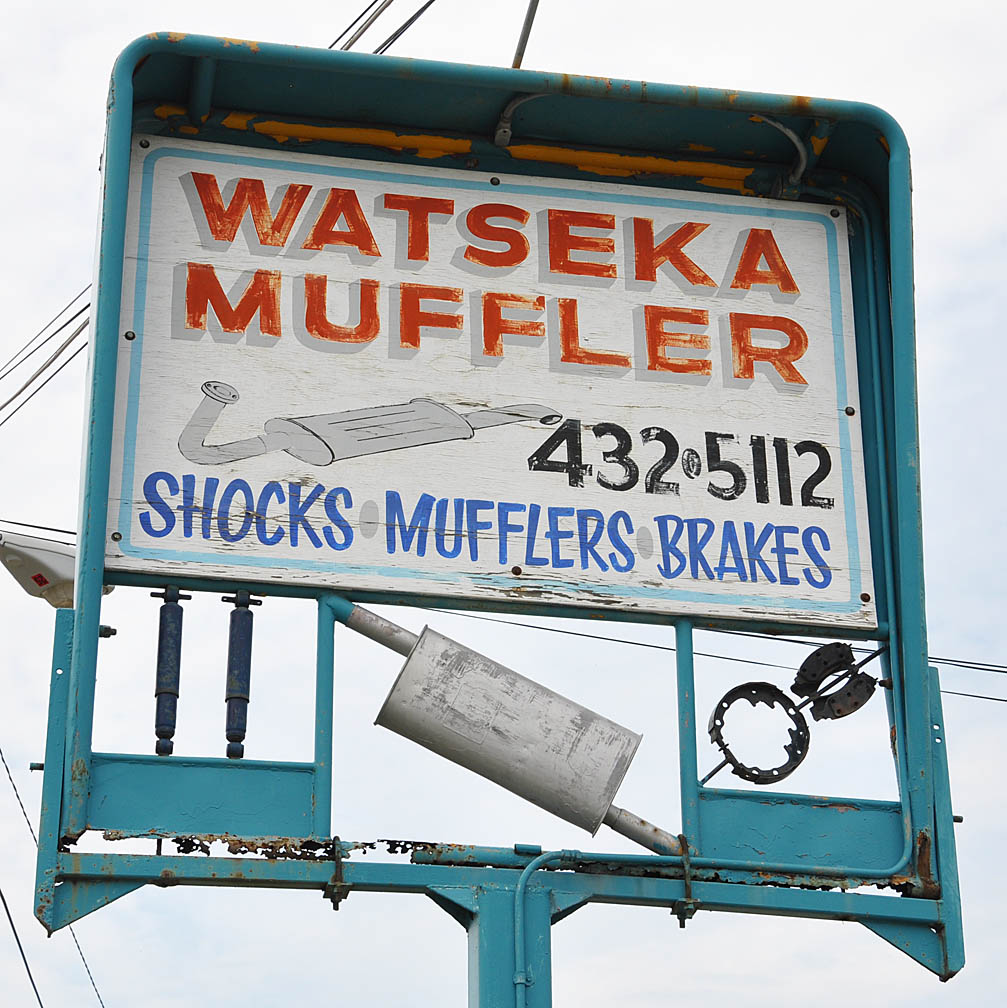 WATSEKA
MUFFLER
432•5112
SHOCKS • MUFFLERS • BRAKES